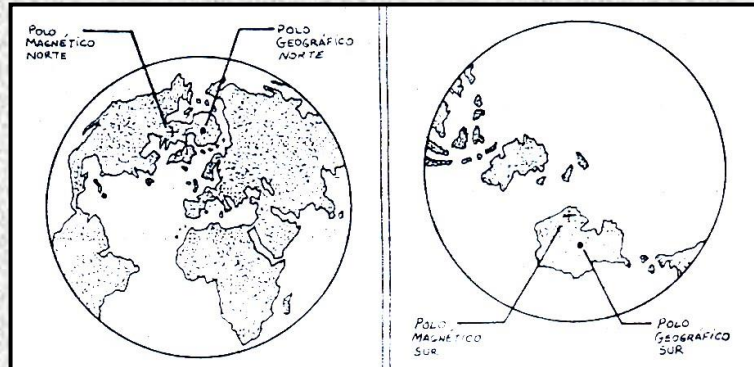 POLO
MAGNÉTICO
NORTE
POLO
GEOGRÁFICO
NORTE
POLO
MAGNÉTICO
SUR
POLO
GEOGRÁFICO
SUR